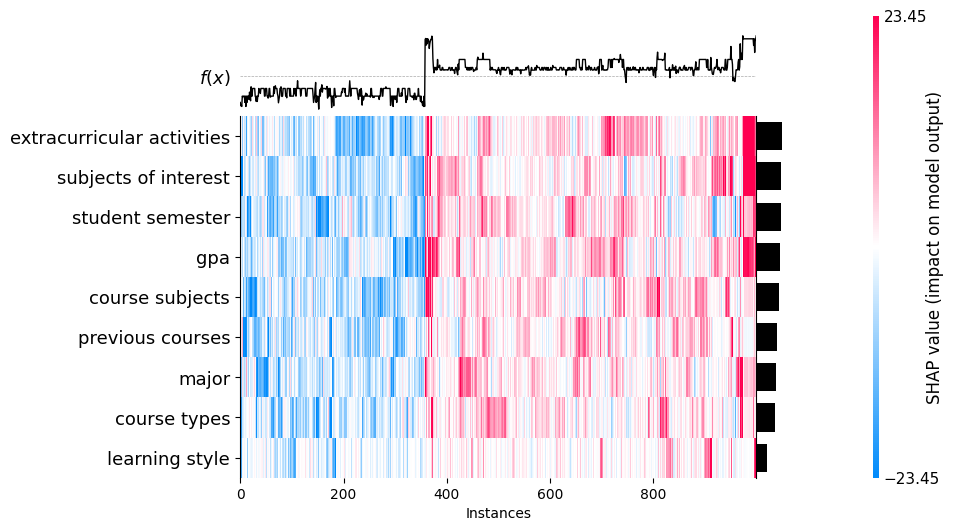 23.45
f(x)
extracurricular activities
subjects of interest
student semester
gpa
course subjects
previous courses
major
course types
learning style
0 200 400 600 800
Instances
−23.45
SHAP value (impact on model output)